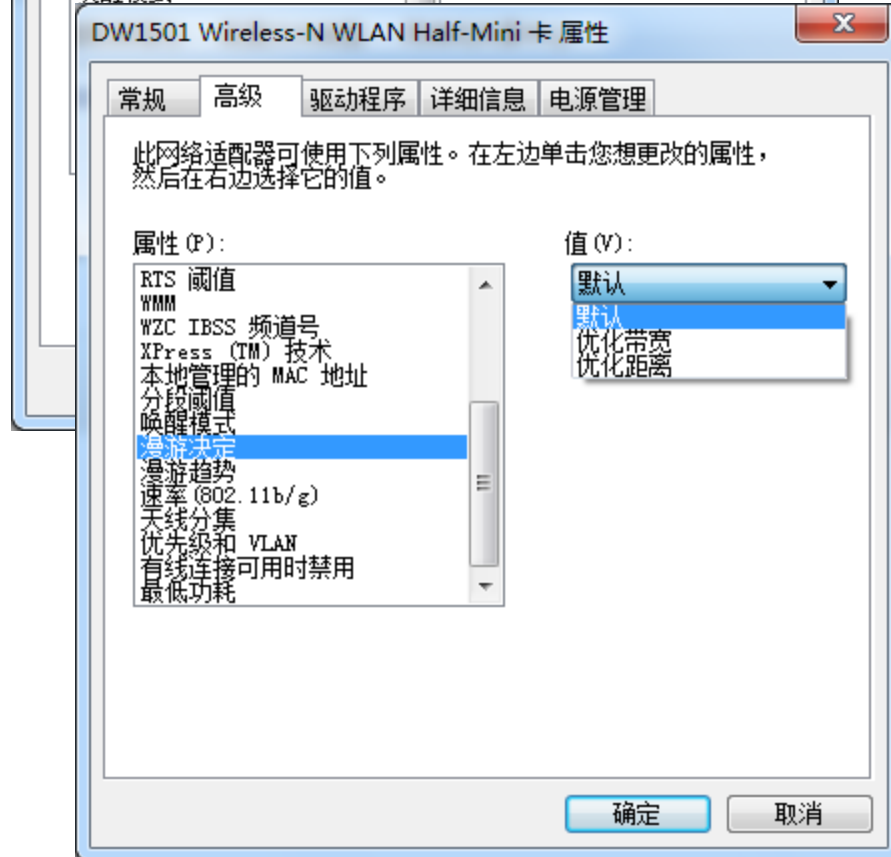 DW1501 Wireless-N WLAN Half-Mini 卡 属性
常规
高级
驱动程序
详细信息
电源管理
此网络适配器可使用下列属性。在左边单击您想更改的属性，
然后在右边选择它的值。
属性(P):
值(V):
RTS 阈值
WMM
WZC IBSS 频道号
XPress (TM) 技术
本地管理的 MAC 地址
分段阈值
唤醒模式
漫游决定
漫游趋势
速率(802.11b/g)
天线分集
优先级和 VLAN
有线连接可用时禁用
最低功耗
默认
默认
优化带宽
优化距离
确定
取消